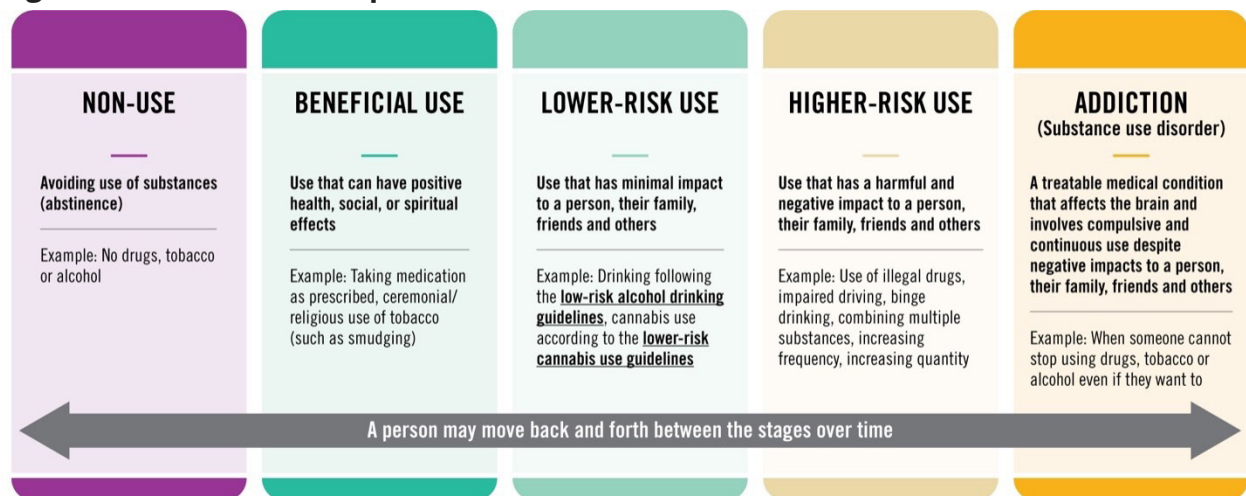 NON-USE
Avoiding use of substances
(abstinence)
Example: No drugs, tobacco
or alcohol
BENEFICIAL USE
Use that can have positive
health, social, or spiritual
effects
Example: Taking medication
as prescribed, ceremonial/
religious use of tobacco
(such as smudging)
LOWER-RISK USE
Use that has minimal impact
to a person, their family,
friends and others
Example: Drinking following
the low-risk alcohol drinking
guidelines, cannabis use
according to the lower-risk
cannabis use guidelines
HIGHER-RISK USE
Use that has a harmful and
negative impact to a person,
their family, friends and others
Example: Use of illegal drugs,
impaired driving, binge
drinking, combining multiple
substances, increasing
frequency, increasing quantity
ADDICTION
(Substance use disorder)
A treatable medical condition
that affects the brain and
involves compulsive and
continuous use despite
negative impacts to a person,
their family, friends and others
Example: When someone cannot
stop using drugs, tobacco or
alcohol even if they want to
A person may move back and forth between the stages over time